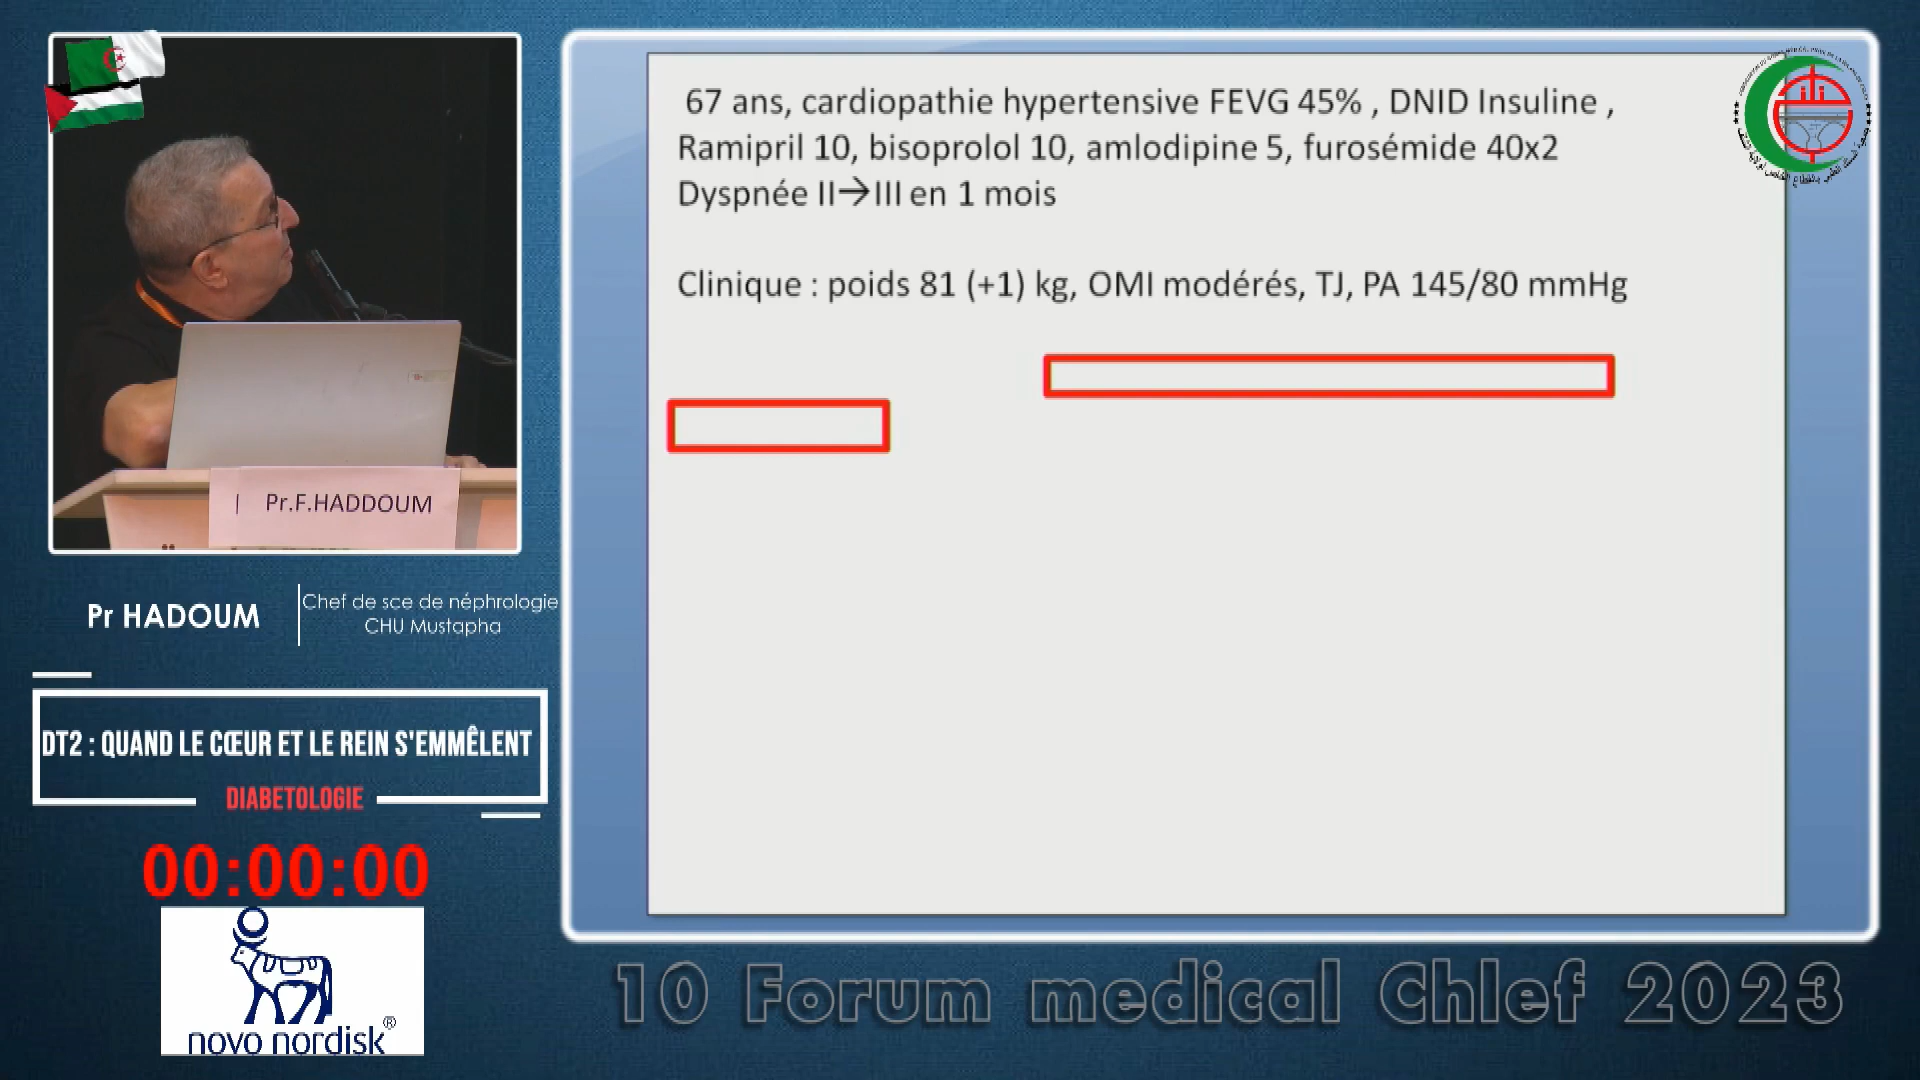 67 ans, cardiopathie hypertensive FEVG 45% , DNID Insuline ,
Ramipril 10, bisoprolol 10, amlodipine 5, furosémide 40x2
Dyspnée II→III en 1 mois
Clinique : poids 81 (+1) kg, OMI modérés, TJ, PA 145/80 mmHg
Pr.F.HADDOUM
Pr HADOUM
Chef de sce de néphrologie
CHU Mustapha
DT2 : QUAND LE CŒUR ET LE REIN S'EMMÊLENT
DIABETOLOGIE
00:00:00
novo nordisk®
10 Forum medical Chlef 2023